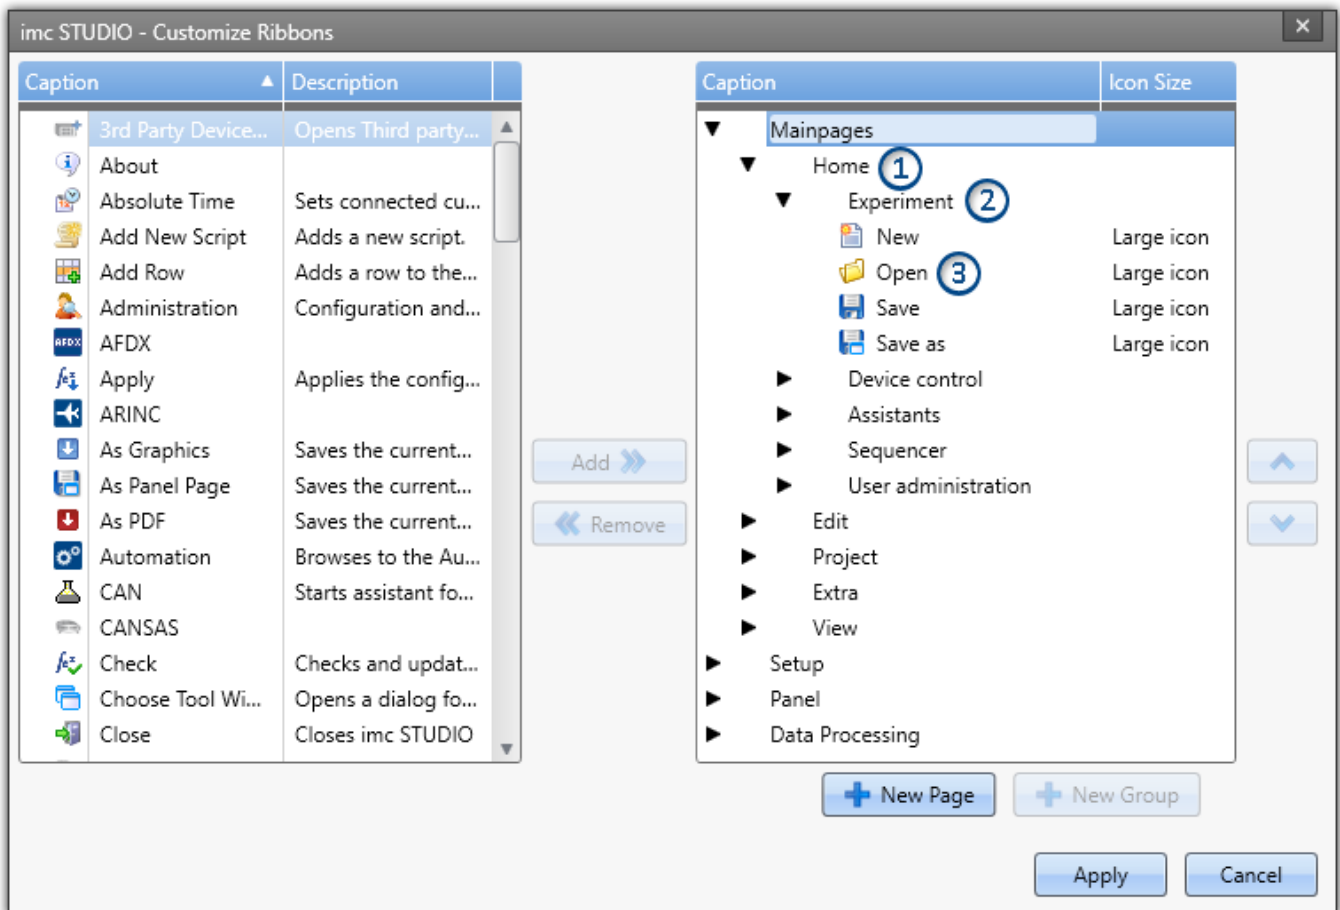 imc STUDIO - Customize Ribbons
Caption Description
3rd Party Device... Opens Third party...
About
Absolute Time Sets connected cu...
Add New Script Adds a new script.
Add Row Adds a row to the...
Administration Configuration and...
AFDX AFDX
Apply Applies the config...
ARINC
As Graphics Saves the current...
As Panel Page Saves the current...
As PDF Saves the current...
Automation Browses to the Au...
CAN Starts assistant fo...
CANSAS
Check Checks and updat...
Choose Tool Wi... Opens a dialog fo...
Close Closes imc STUDIO
Add
Remove
Caption Icon Size
Mainpages
Home 1
Experiment 2
New Large icon
Open 3 Large icon
Save Large icon
Save as Large icon
Device control
Assistants
Sequencer
User administration
Edit
Project
Extra
View
Setup
Panel
Data Processing
New Page New Group
Apply Cancel